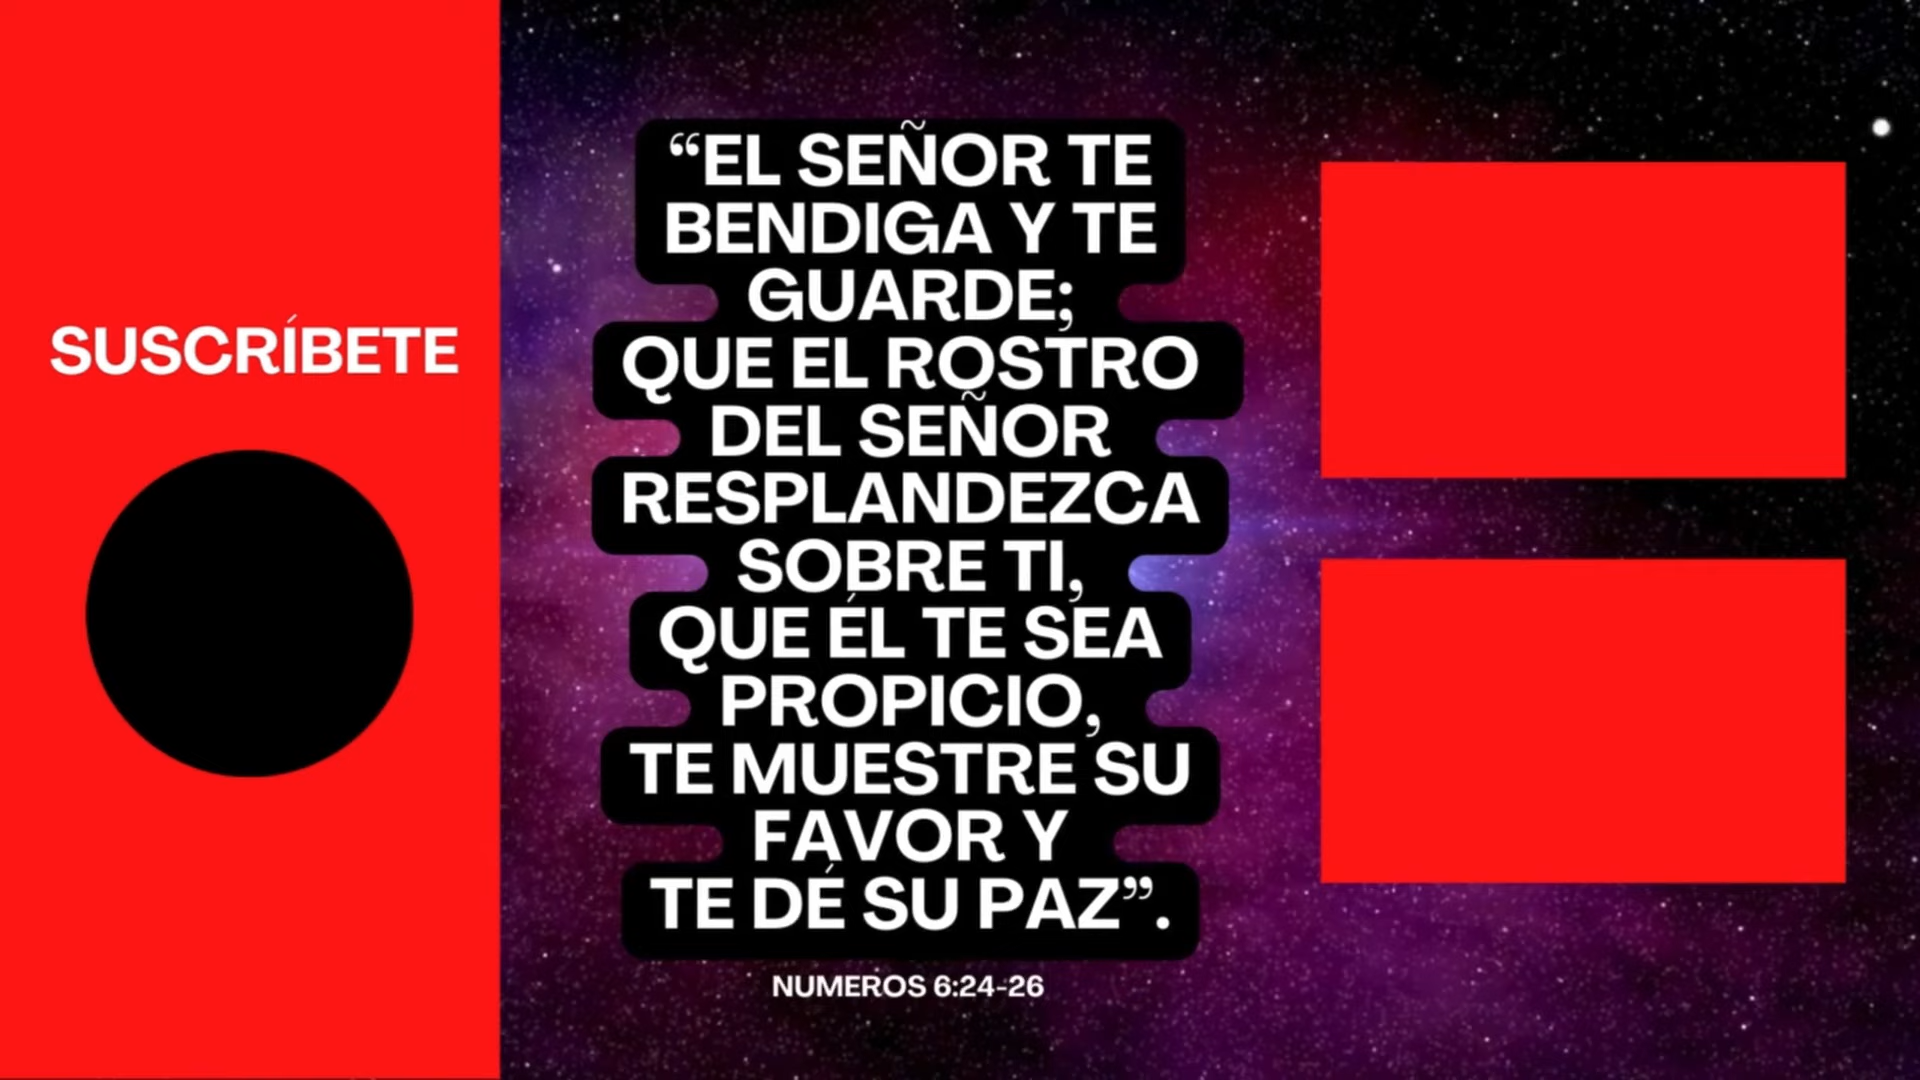 SUSCRÍBETE
“EL SEÑOR TE
BENDIGA Y TE
GUARDE;
QUE EL ROSTRO
DEL SEÑOR
RESPLANDEZCA
SOBRE TI,
QUE ÉL TE SEA
PROPICIO,
TE MUESTRE SU
FAVOR Y
TE DÉ SU PAZ”.
NUMEROS 6:24-26